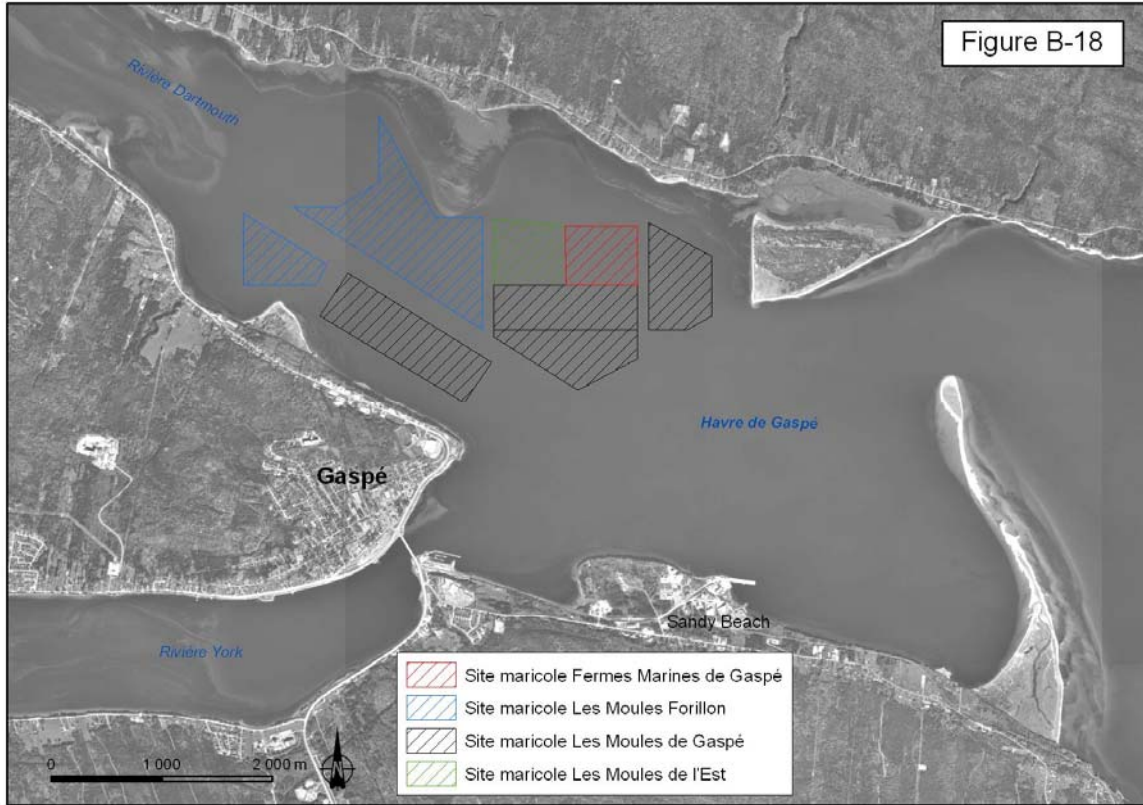 Figure B-18
Rivière Dartmouth
Havre de Gaspé
Gaspé
Sandy Beach
Rivière York
Site maricole Fermes Marines de Gaspé
Site maricole Les Moules Forillon
Site maricole Les Moules de Gaspé
Site maricole Les Moules de l'Est
0 1 000 2 000 m